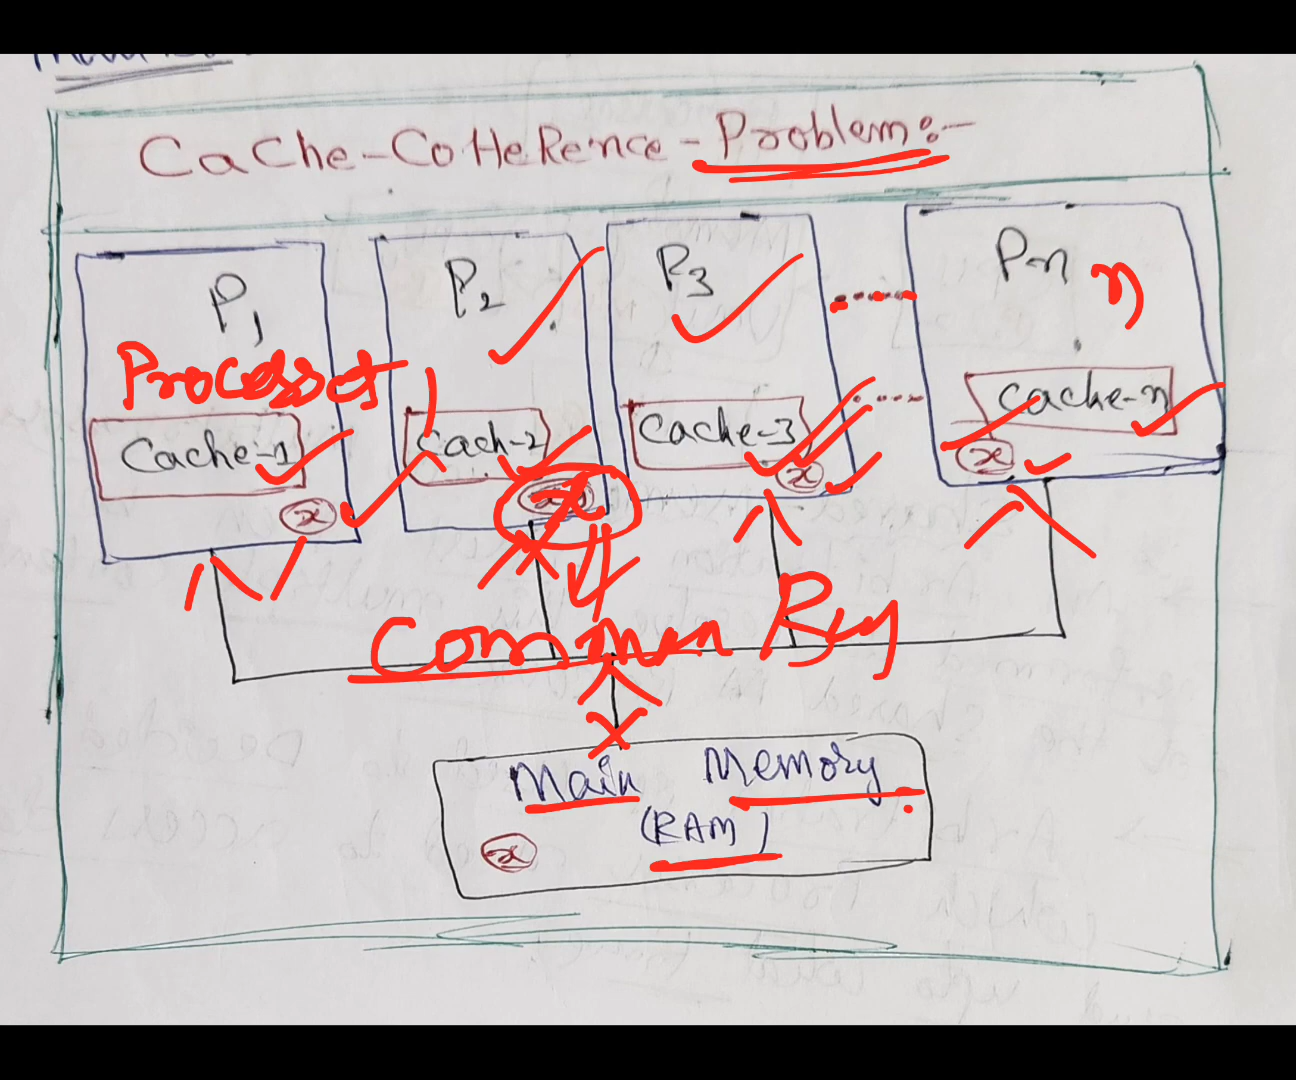 CaChe-CoHeRence-Problem:-
P1 P2 P3 Pn n
Processor
Cache-1 Cach-2 Cache-3 Cache-n
x x x x
Common
Main Memory
(RAM)
x